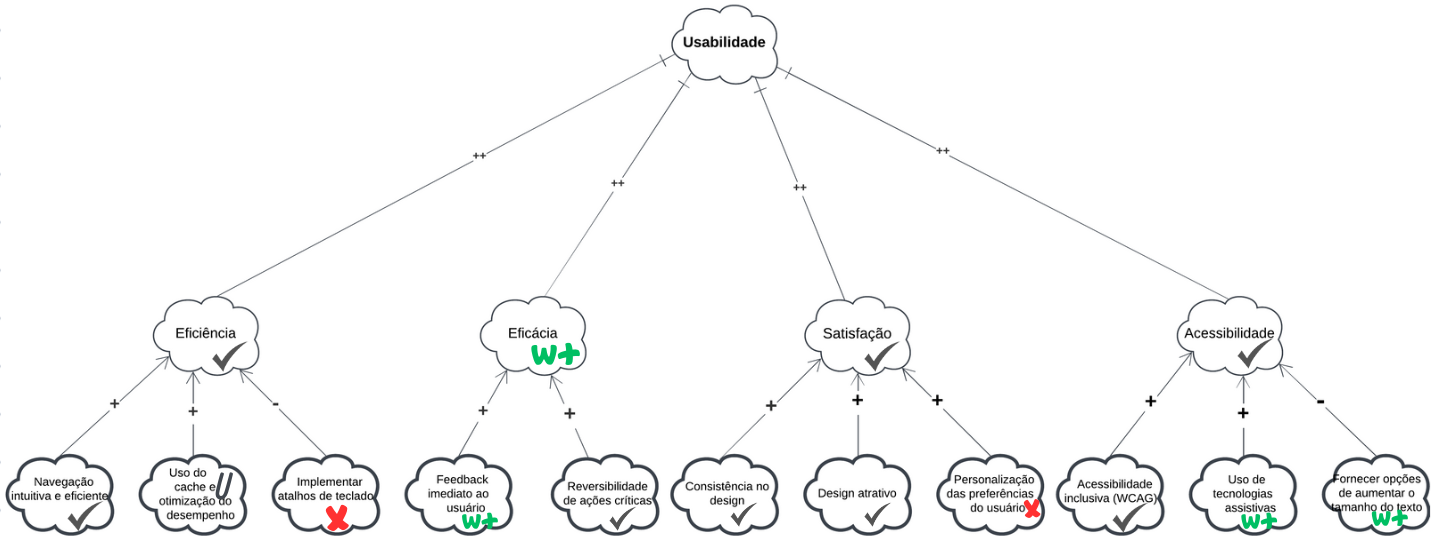 Usabilidade
++
++
++
++
Eficiência
Eficácia
w+
Satisfação
Acessibilidade
+
+
-
+
+
+
+
+
+
+
-
Navegação
intuitiva e eficiente
Uso do
cache e
otimização do
desempenho
Implementar
atalhos de teclado
Feedback
imediato ao
usuário
w+
Reversibilidade
de ações críticas
Consistência no
design
Design atrativo
Personalização
das preferências
do usuário
Acessibilidade
inclusiva (WCAG)
Uso de
tecnologias
assistivas
w+
Fornecer opções
de aumentar o
tamanho do texto
w+